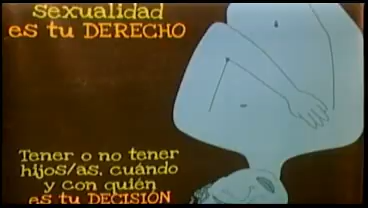 sexualidad
es tu DERECHO
Tener o no tener
hijos/as, cuándo
y con quién
es tu DECISIÓN